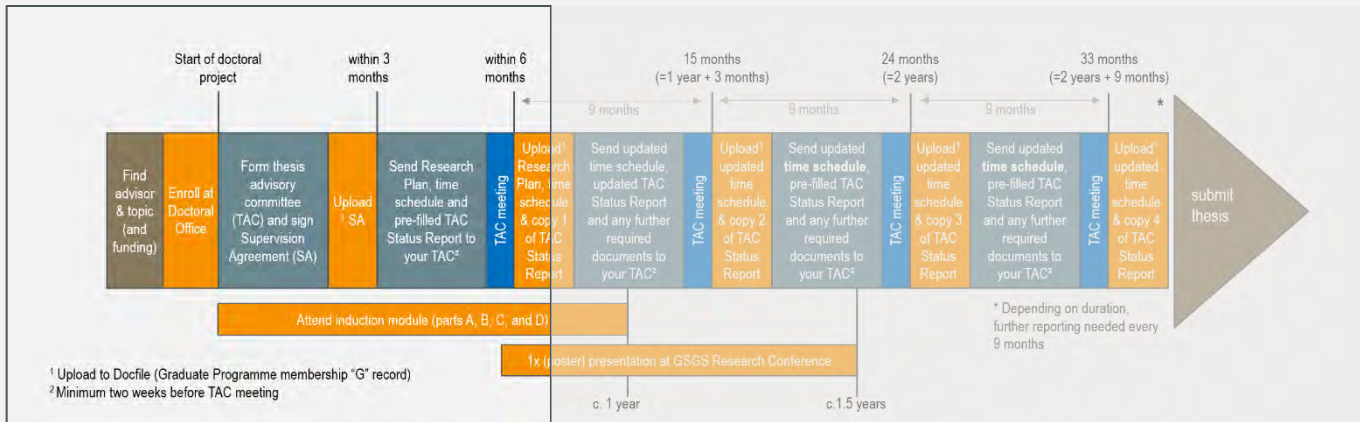 Start of doctoral
project
within 3
months
within 6
months
15 months
(=1 year + 3 months)
24 months
(=2 years)
33 months
(=2 years + 9 months)
9 months
9 months
9 months
*
Find
advisor
& topic
(and
funding)
Enroll at
Doctoral
Office
Form thesis
advisory
committee
(TAC) and sign
Supervision
Agreement (SA)
Upload
¹ SA
Send Research
Plan, time
schedule and
pre-filled TAC
Status Report to
your TAC²
TAC meeting
Upload¹
Research
Plan, time
schedule
& copy 1
of TAC
Status
Report
Send updated
time schedule,
updated TAC
Status Report
and any further
required
documents to
your TAC²
TAC meeting
Upload¹
updated
time
schedule
& copy 2
of TAC
Status
Report
Send updated
time schedule,
pre-filled TAC
Status Report
and any further
required
documents to
your TAC²
TAC meeting
Upload¹
updated
time
schedule
& copy 3
of TAC
Status
Report
Send updated
time schedule,
pre-filled TAC
Status Report
and any further
required
documents to
your TAC²
TAC meeting
Upload¹
updated
time
schedule
& copy 4
of TAC
Status
Report
submit
thesis
Attend induction module (parts A, B, C, and D)
1x (poster) presentation at GSGS Research Conference
* Depending on duration,
further reporting needed every
9 months
¹ Upload to Docfile (Graduate Programme membership "G" record)
² Minimum two weeks before TAC meeting
c. 1 year
c.1.5 years